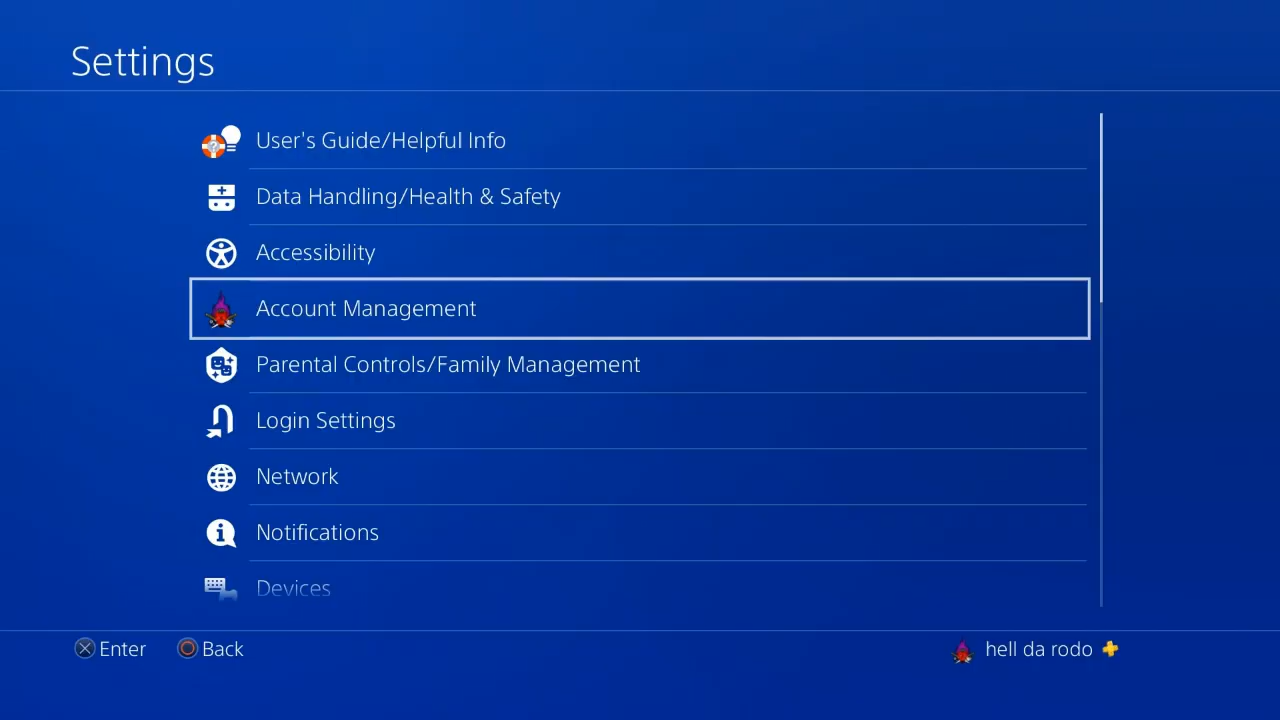 Settings
User's Guide/Helpful Info
Data Handling/Health & Safety
Accessibility
Account Management
Parental Controls/Family Management
Login Settings
Network
Notifications
Devices
Enter Back hell da rodo